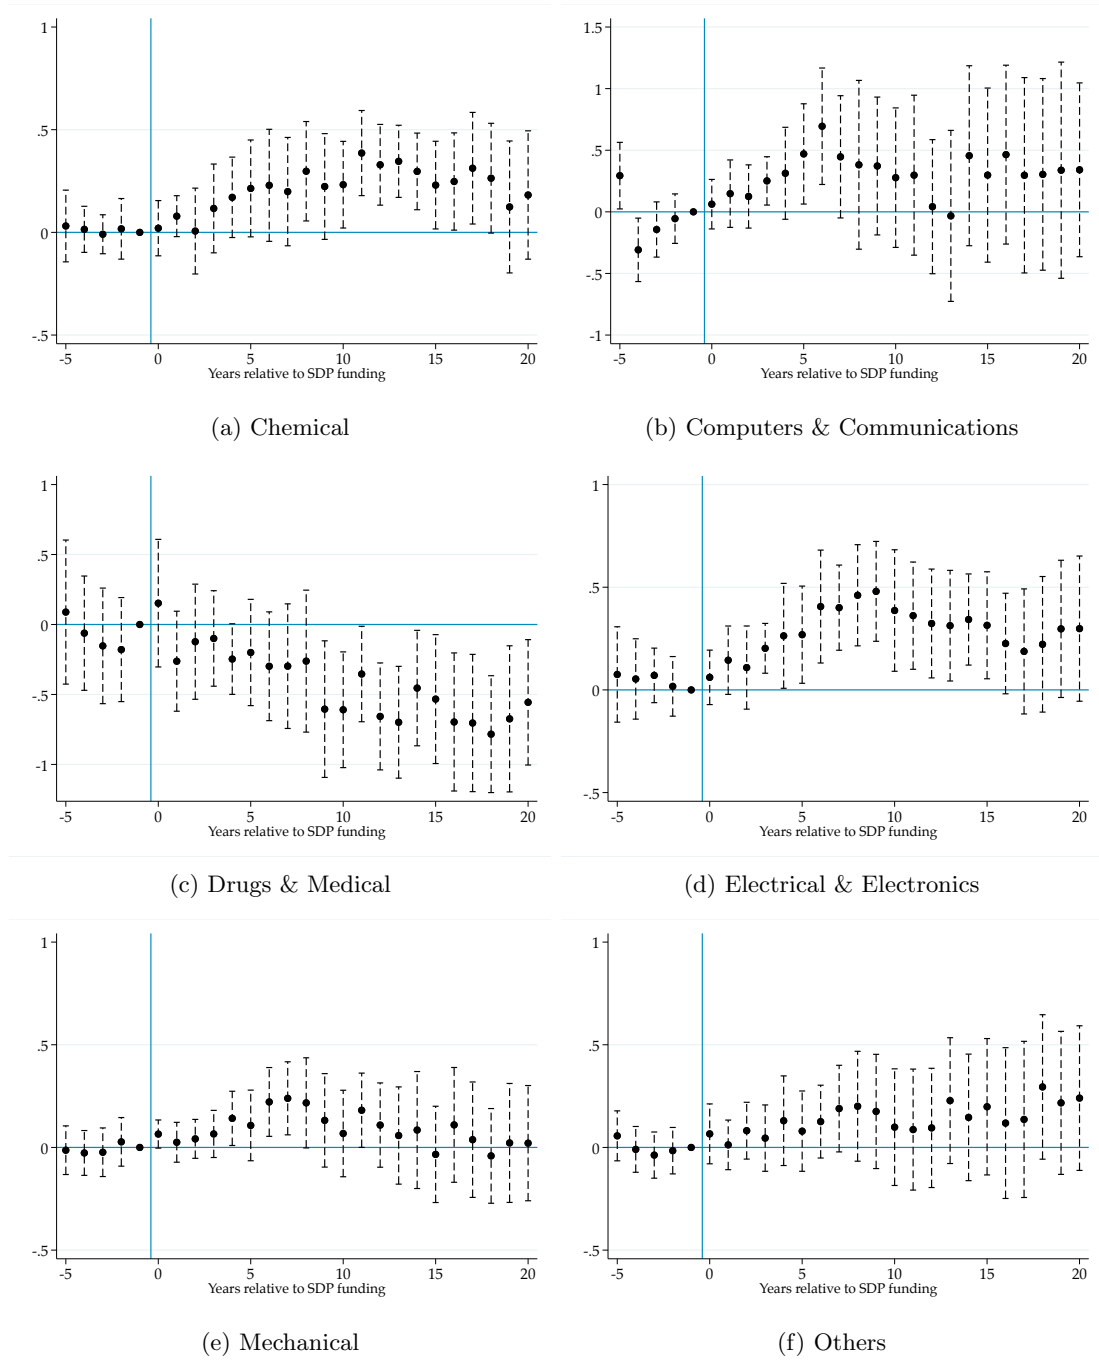 1
.5
0
-.5
-5 0 5 10 15 20
Years relative to SDP funding
(a) Chemical
1.5
1
.5
0
-.5
-1
-5 0 5 10 15 20
Years relative to SDP funding
(b) Computers & Communications
1
.5
0
-.5
-1
-5 0 5 10 15 20
Years relative to SDP funding
(c) Drugs & Medical
1
.5
0
-.5
-5 0 5 10 15 20
Years relative to SDP funding
(d) Electrical & Electronics
1
.5
0
-.5
-5 0 5 10 15 20
Years relative to SDP funding
(e) Mechanical
1
.5
0
-.5
-5 0 5 10 15 20
Years relative to SDP funding
(f) Others